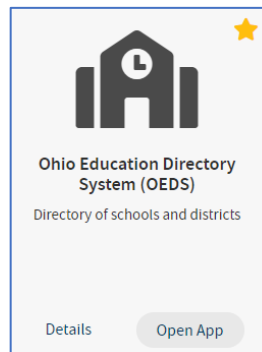 Ohio Education Directory
System (OEDS)
Directory of schools and districts
Details
Open App